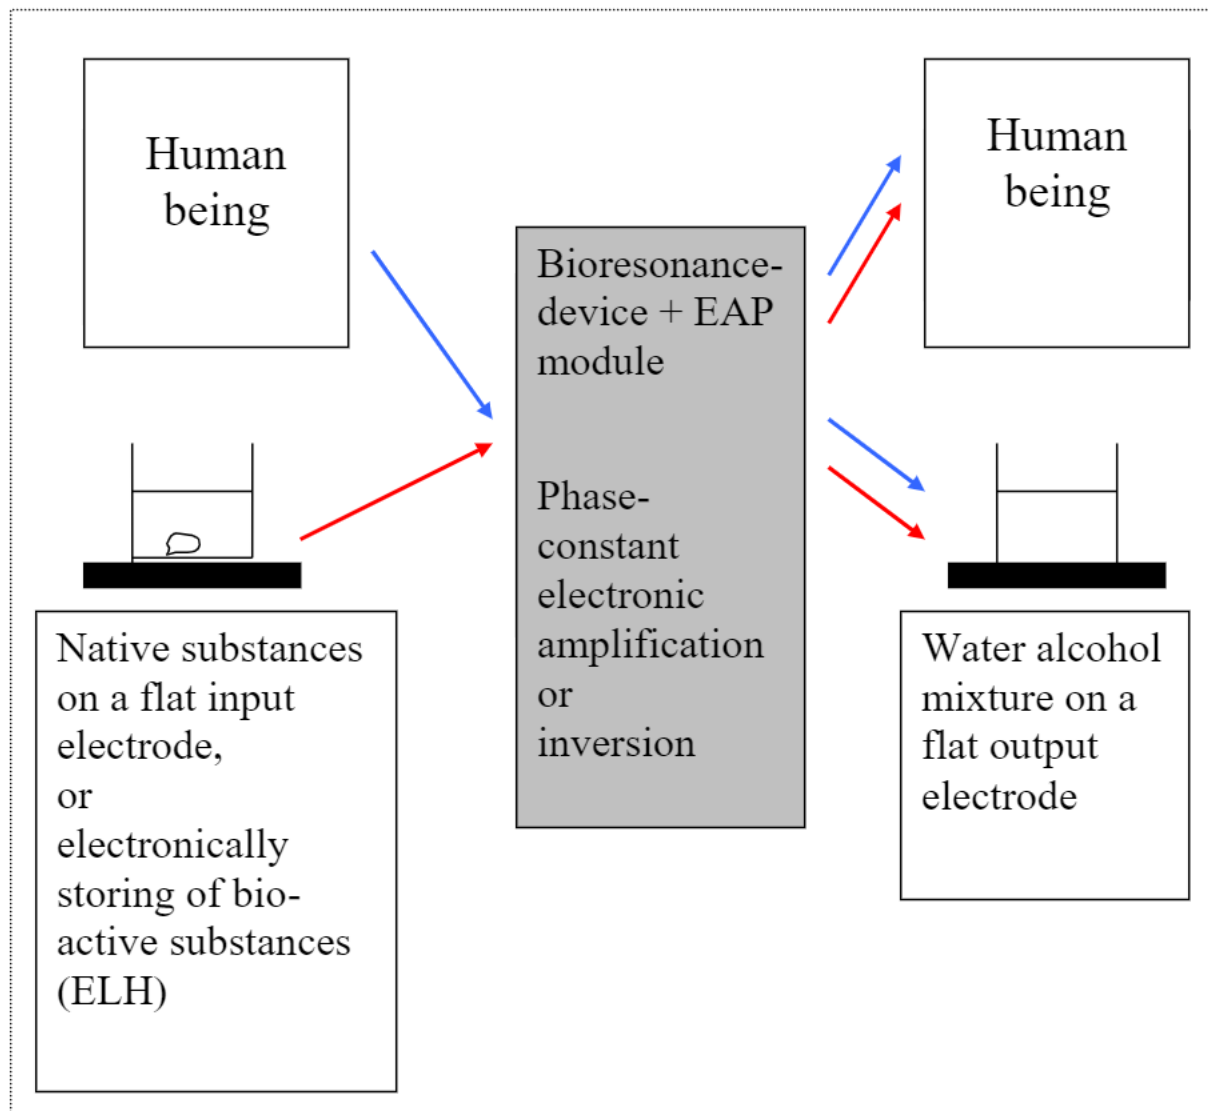 Human
being
Native substances
on a flat input
electrode,
or
electronically
storing of bio-
active substances
(ELH)
Bioresonance-
device + EAP
module
Phase-
constant
electronic
amplification
or
inversion
Human
being
Water alcohol
mixture on a
flat output
electrode